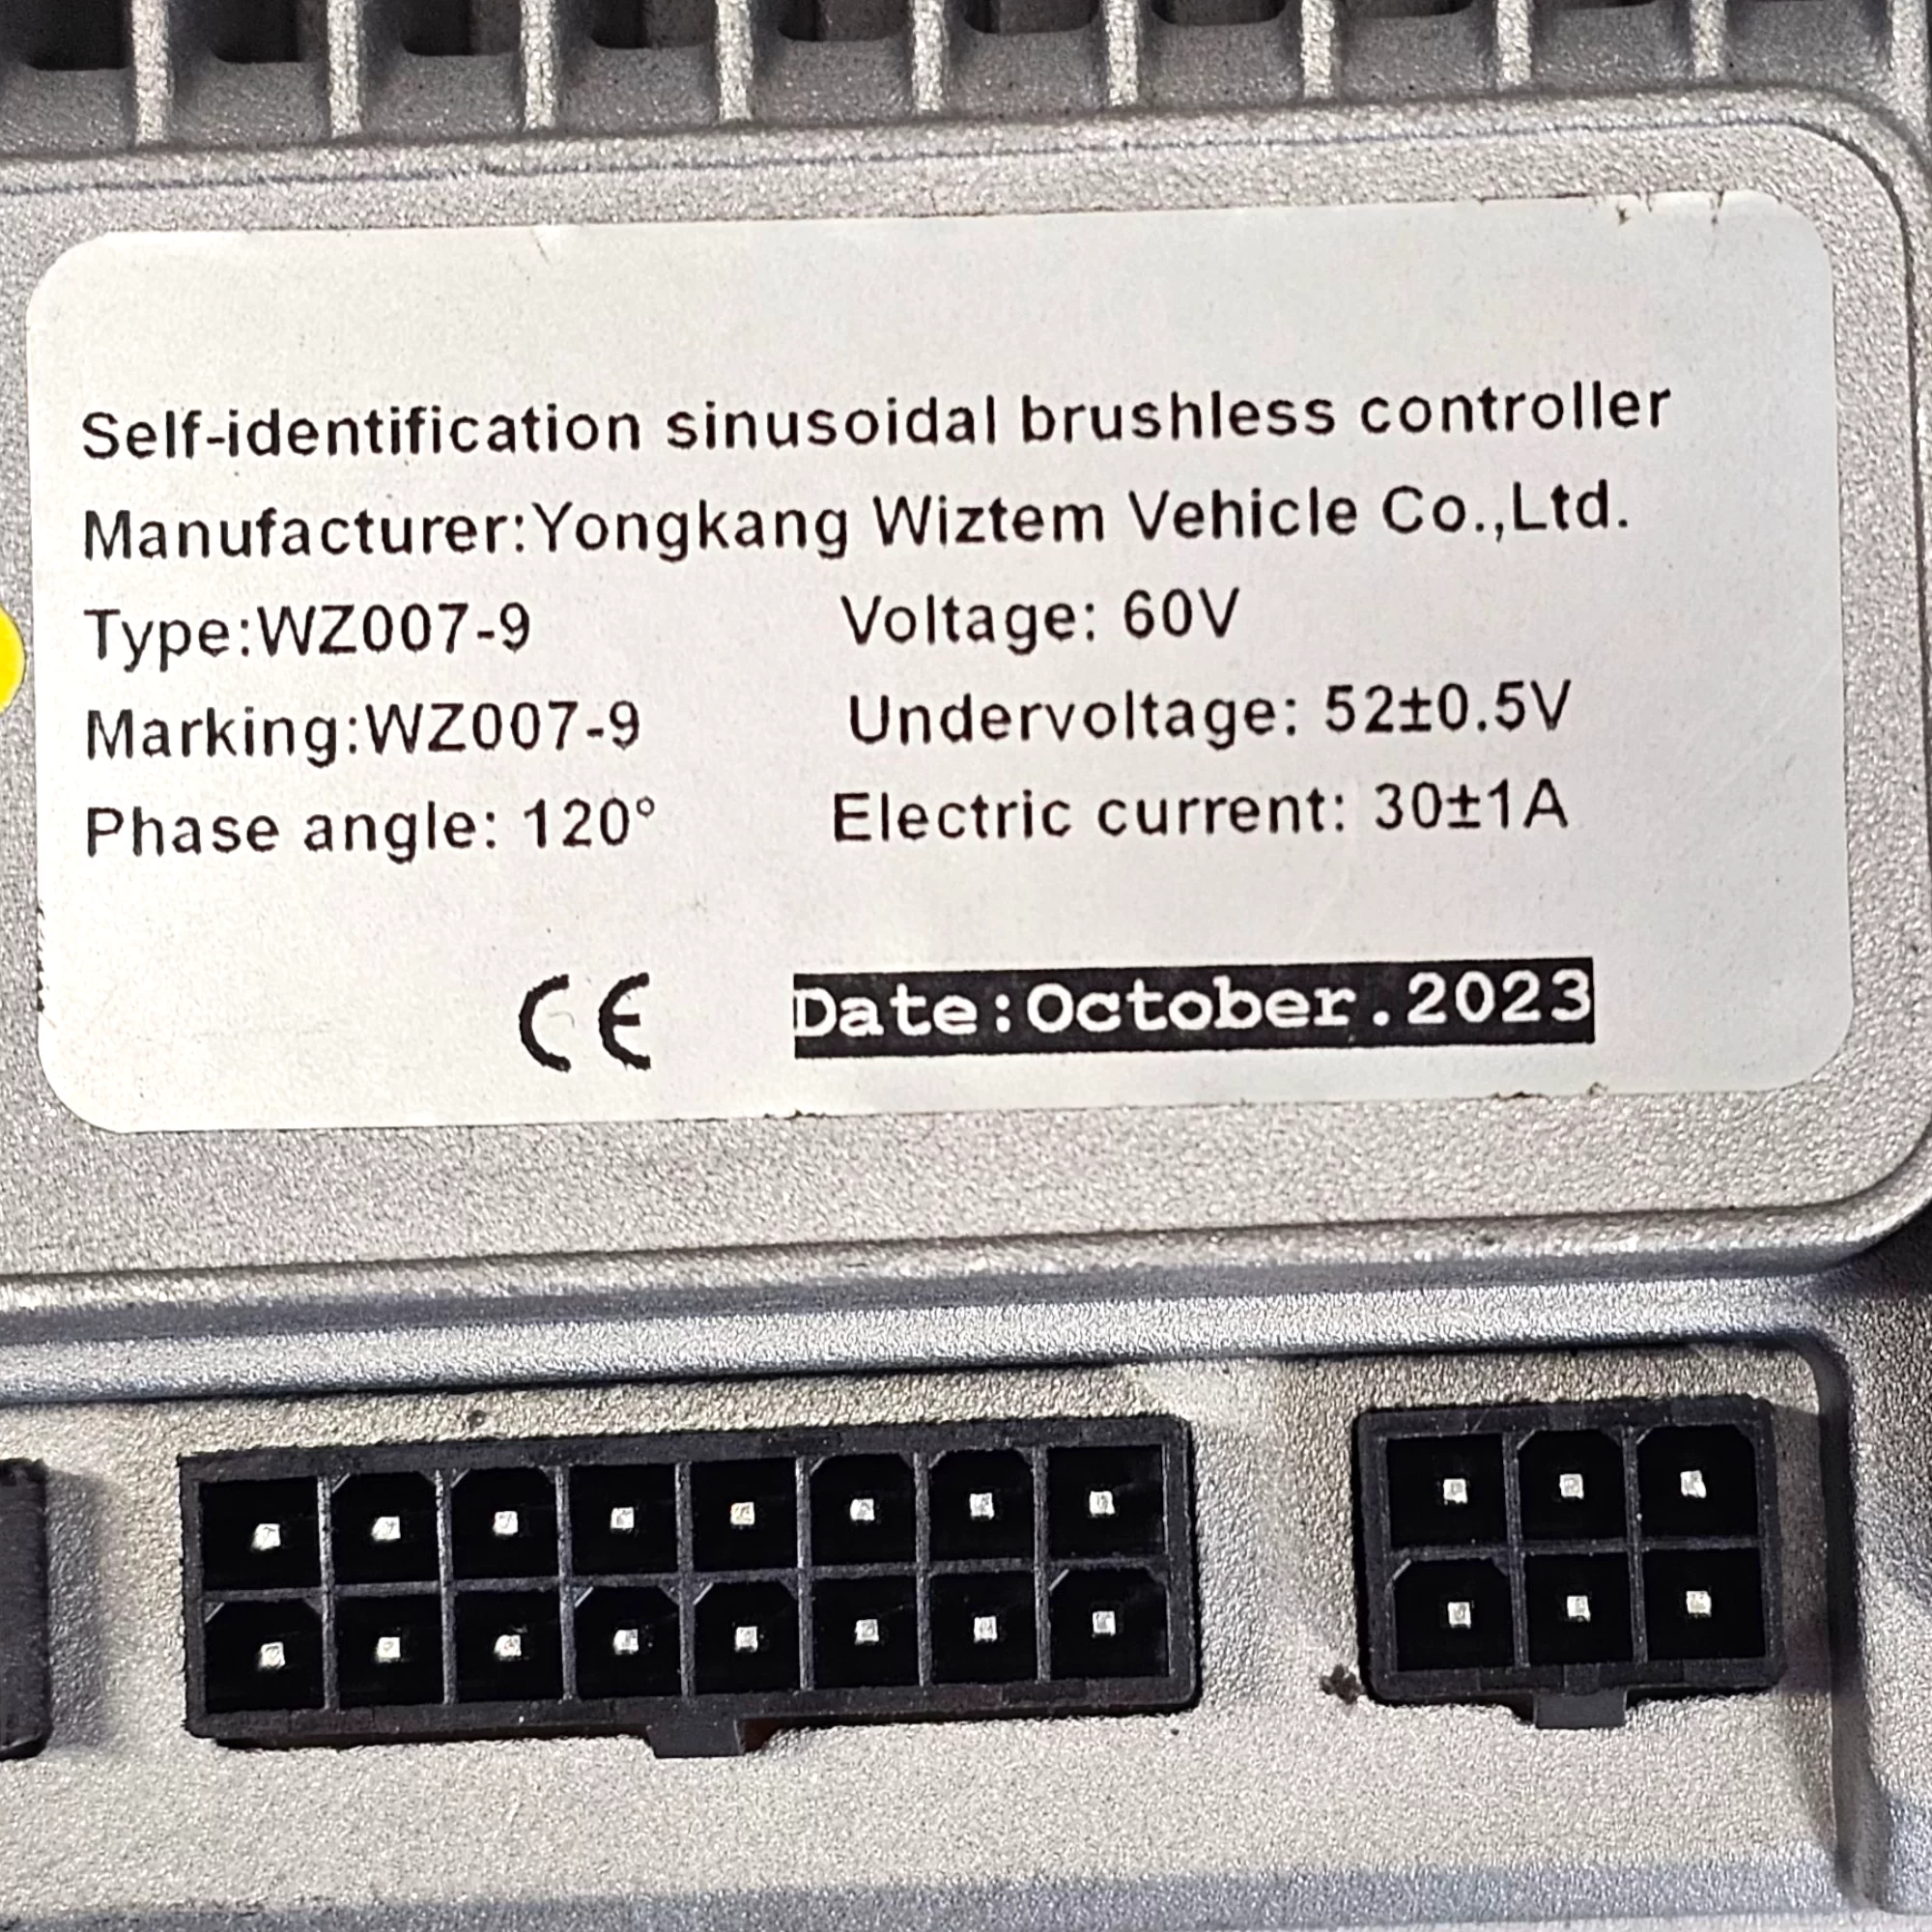 Self-identification sinusoidal brushless controller
Manufacturer:Yongkang Wiztem Vehicle Co.,Ltd.
Type:WZ007-9 Voltage: 60V
Marking:WZ007-9 Undervoltage: 52±0.5V
Phase angle: 120° Electric current: 30±1A
CE Date:October.2023